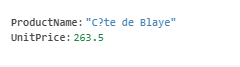 ProductName: "C?te de Blaye"
UnitPrice: 263.5